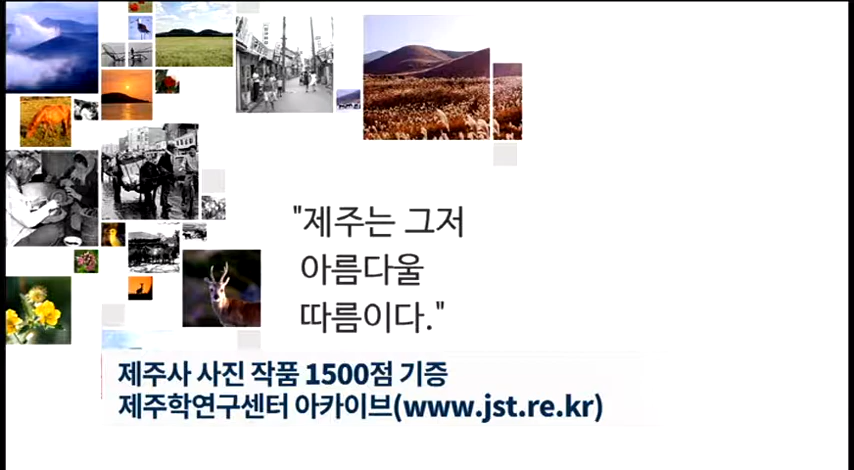 "제주는 그저
아름다울
따름이다."
제주사 사진 작품 1500점 기증
제주학연구센터 아카이브(www.jst.re.kr)